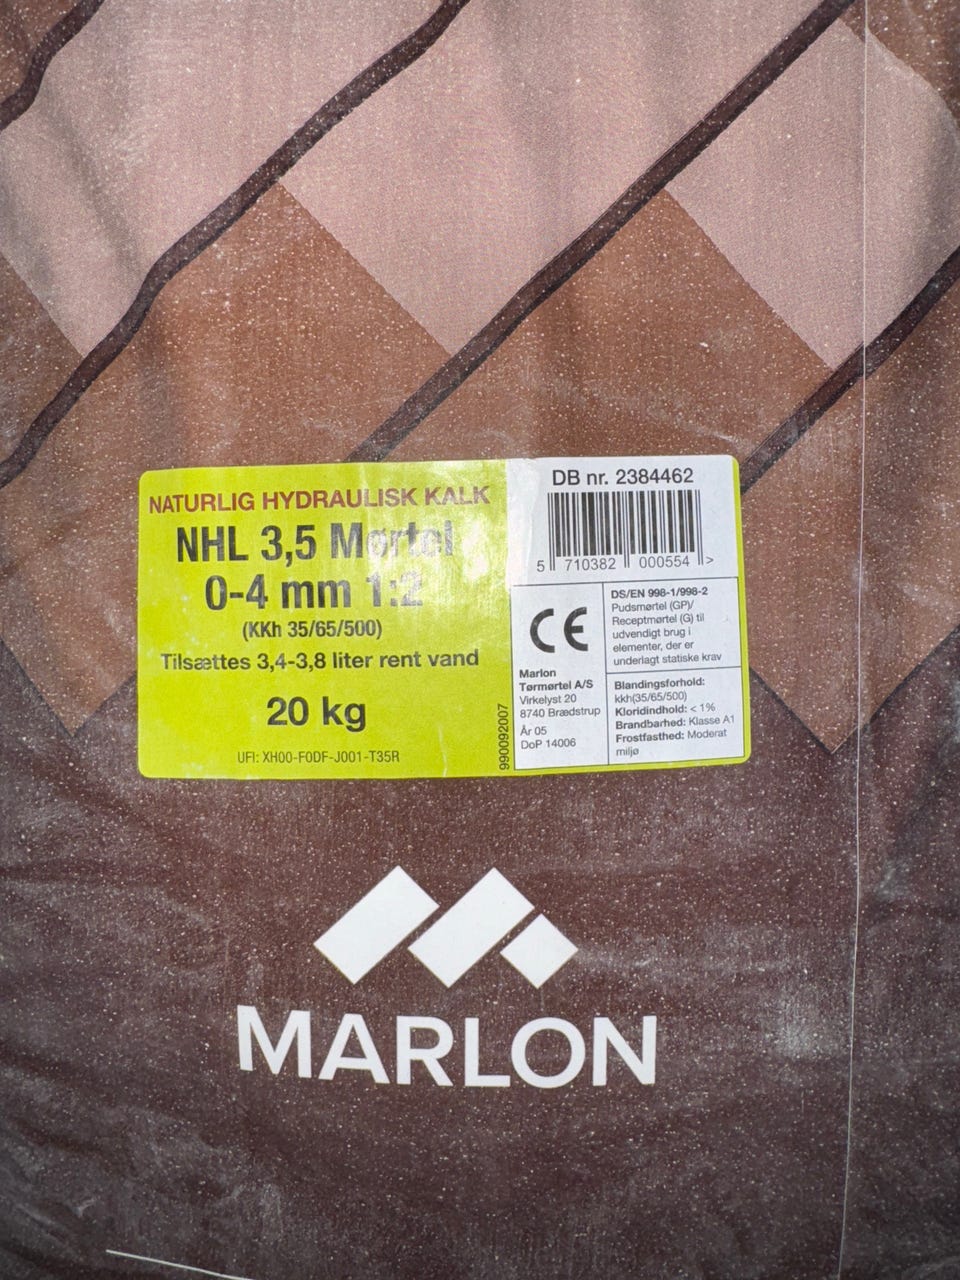 NATURLIG HYDRAULISK KALK
NHL 3,5 Mørtel
0-4 mm 1:2
(KKh 35/65/500)
Tilsættes 3,4-3,8 liter rent vand
20 kg
UFI: XH00-F0DF-J001-T35R
990092007
DB nr. 2384462
5 710382 000554 >
CE
Marlon
Tørmørtel A/S
Virkelyst 20
8740 Brædstrup
År 05
DoP 14006
DS/EN 998-1/998-2
Pudsmørtel (GP)/
Receptmørtel (G) til
udvendigt brug i
elementer, der er
underlagt statiske krav
Blandingsforhold:
kkh(35/65/500)
Kloridindhold: < 1%
Brandbarhed: Klasse A1
Frostfasthed: Moderat
miljø
MARLON